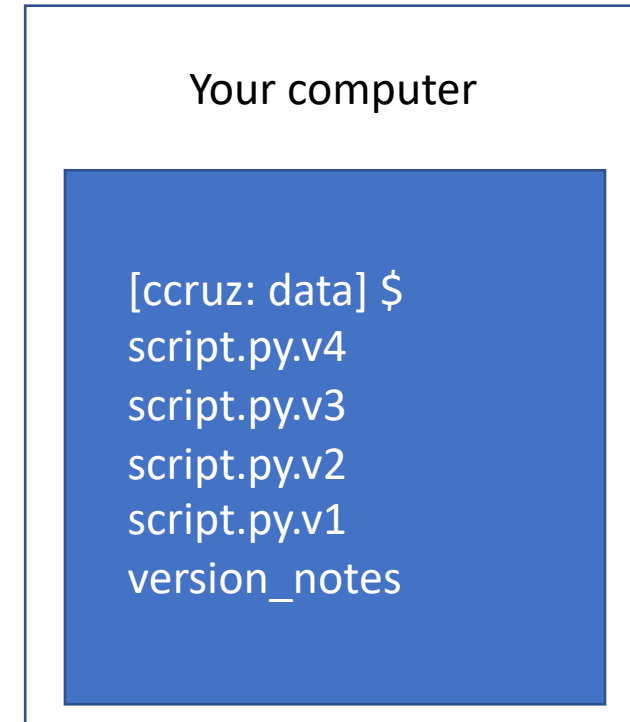 Your computer
[ccruz: data] $
script.py.v4
script.py.v3
script.py.v2
script.py.v1
version_notes